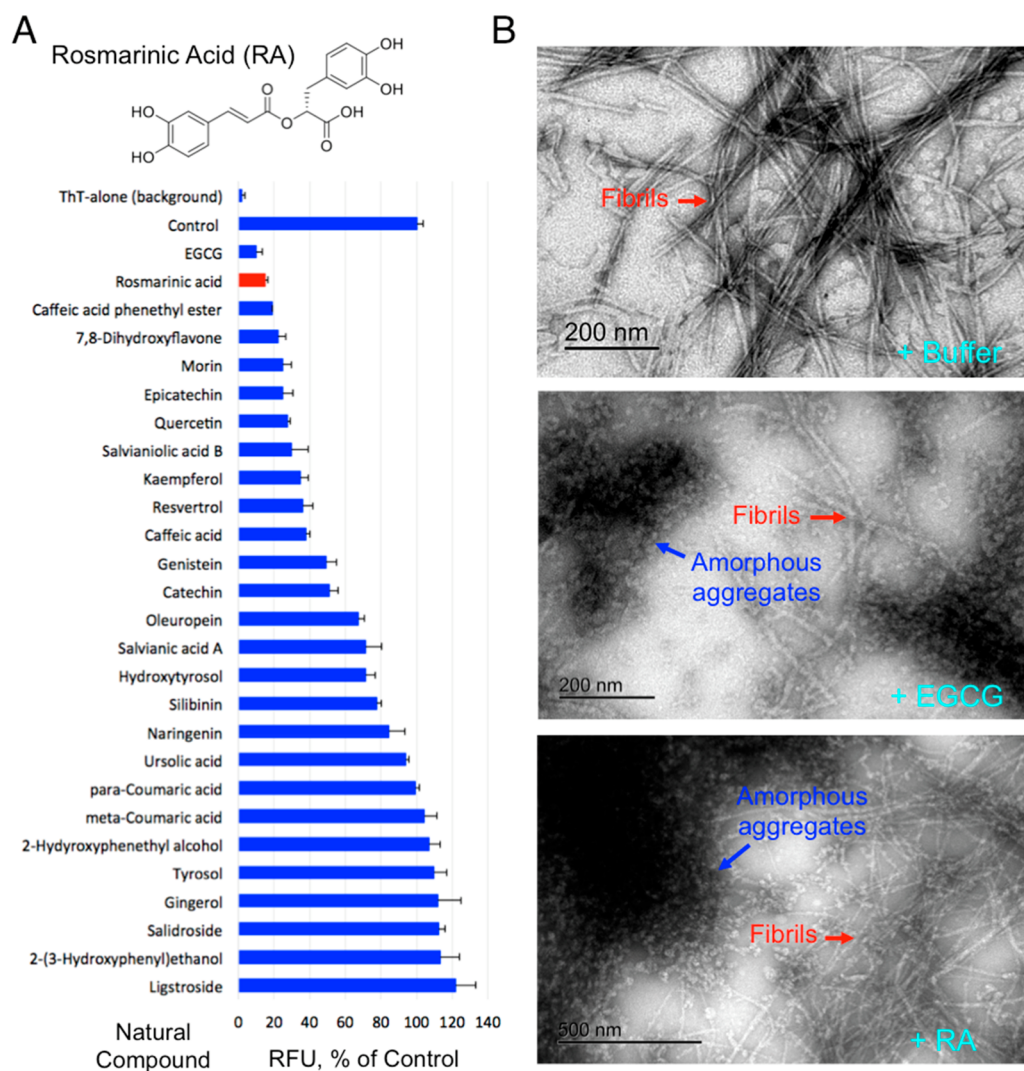 A
Rosmarinic Acid (RA)
OH
OH
O
HO
O
OH
HO
O
ThT-alone (background)
Control
EGCG
Rosmarinic acid
Caffeic acid phenethyl ester
7,8-Dihydroxyflavone
Morin
Epicatechin
Quercetin
Salvianiolic acid B
Kaempferol
Resvertrol
Caffeic acid
Genistein
Catechin
Oleuropein
Salvianic acid A
Hydroxytyrosol
Silibinin
Naringenin
Ursolic acid
para-Coumaric acid
meta-Coumaric acid
2-Hydyroxyphenethyl alcohol
Tyrosol
Gingerol
Salidroside
2-(3-Hydroxyphenyl)ethanol
Ligstroside
0 20 40 60 80 100 120 140
Natural
Compound
RFU, % of Control
B
Fibrils
200 nm
+ Buffer
Fibrils
Amorphous
aggregates
200 nm
+ EGCG
Amorphous
aggregates
Fibrils
500 nm
+ RA